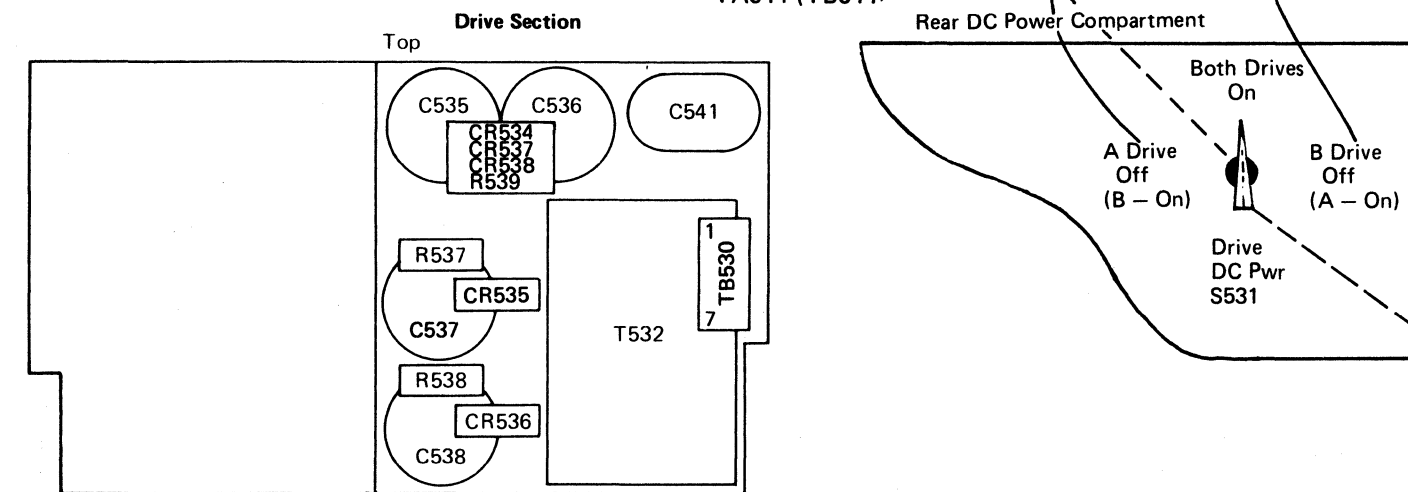 Drive Section
Top
C535
C536
C541
CR534
CR537
CR538
R539
R537
CR535
C537
R538
CR536
C538
T532
1
TB530
7
Rear DC Power Compartment
Both Drives
On
A Drive
Off
(B — On)
B Drive
Off
(A — On)
Drive
DC Pwr
S531